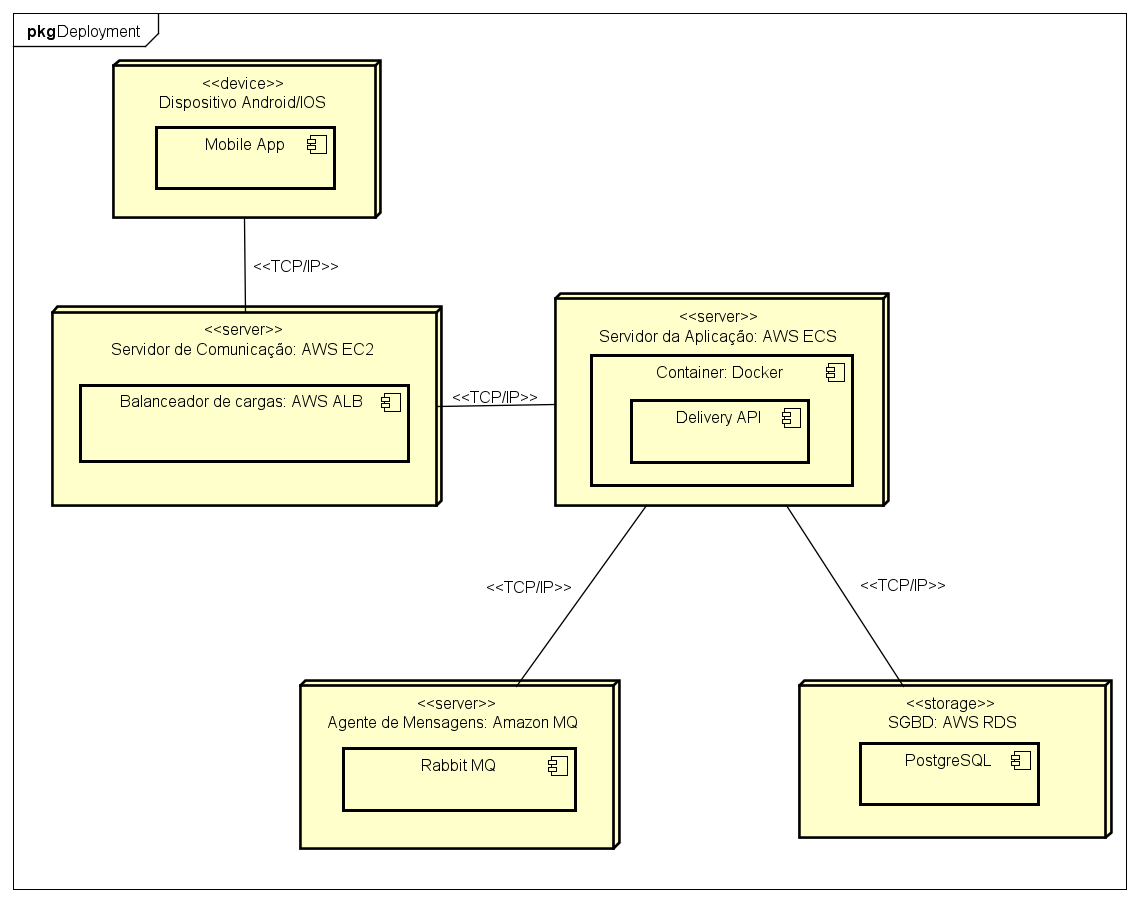 pkgDeployment
<<device>>
Dispositivo Android/IOS
Mobile App
<<TCP/IP>>
<<server>>
Servidor de Comunicação: AWS EC2
Balanceador de cargas: AWS ALB
<<TCP/IP>>
<<server>>
Servidor da Aplicação: AWS ECS
Container: Docker
Delivery API
<<TCP/IP>>
<<TCP/IP>>
<<server>>
Agente de Mensagens: Amazon MQ
Rabbit MQ
<<storage>>
SGBD: AWS RDS
PostgreSQL